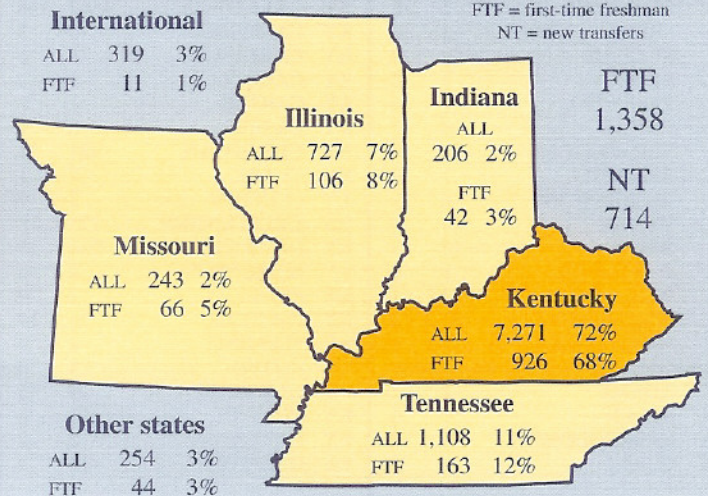 FTF = first-time freshman
NT = new transfers
International
ALL 319 3%
FTF 11 1%
FTF
1,358
NT
714
Illinois
ALL 727 7%
FTF 106 8%
Indiana
ALL
206 2%
FTF
42 3%
Missouri
ALL 243 2%
FTF 66 5%
Kentucky
ALL 7,271 72%
FTF 926 68%
Tennessee
ALL 1,108 11%
FTF 163 12%
Other states
ALL 254 3%
FTF 44 3%